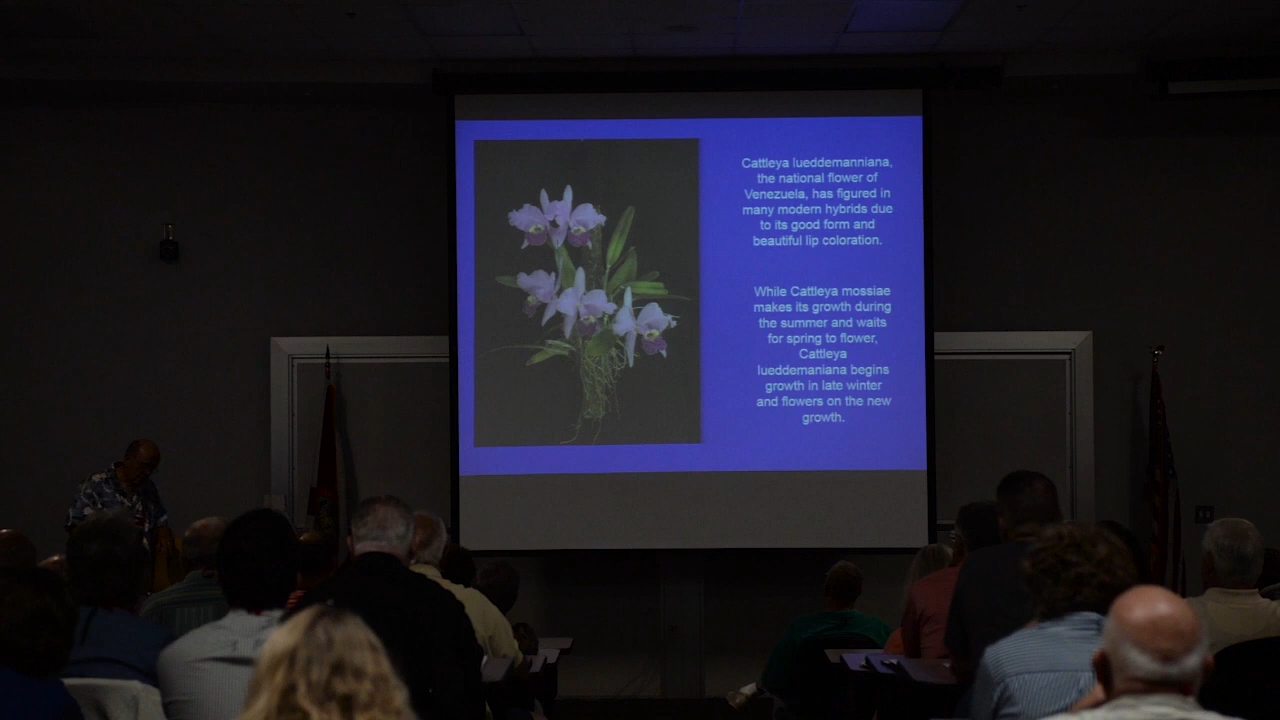 Cattleya lueddemanniana,
the national flower of
Venezuela, has figured in
many modern hybrids due
to its good form and
beautiful lip coloration.
While Cattleya mossiae
makes its growth during
the summer and waits
for spring to flower,
Cattleya
lueddemaniana begins
growth in late winter
and flowers on the new
growth.